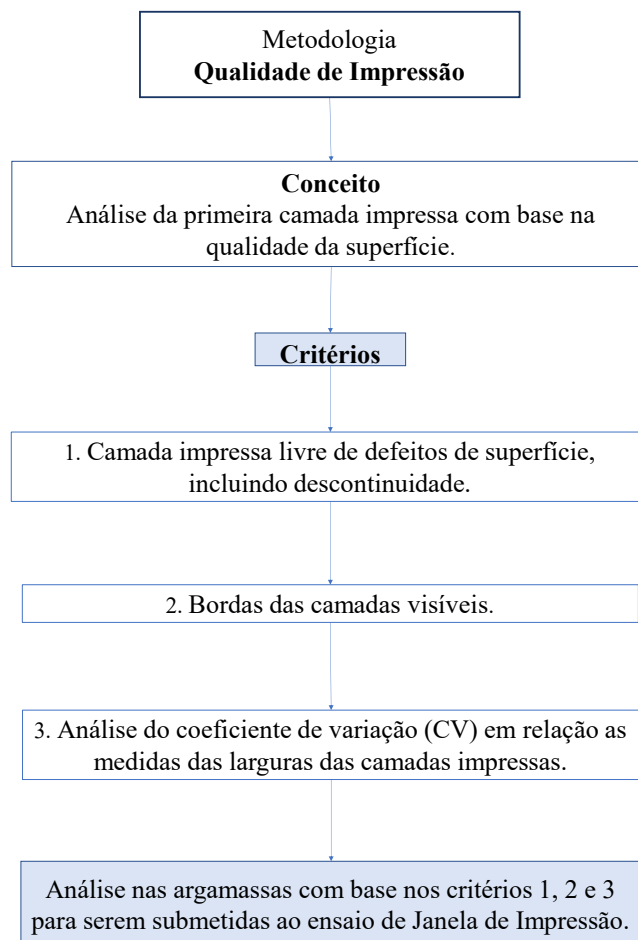 Metodologia
Qualidade de Impressão
Conceito
Análise da primeira camada impressa com base na
qualidade da superfície.
Critérios
1. Camada impressa livre de defeitos de superfície,
incluindo descontinuidade.
2. Bordas das camadas visíveis.
3. Análise do coeficiente de variação (CV) em relação as
medidas das larguras das camadas impressas.
Análise nas argamassas com base nos critérios 1, 2 e 3
para serem submetidas ao ensaio de Janela de Impressão.